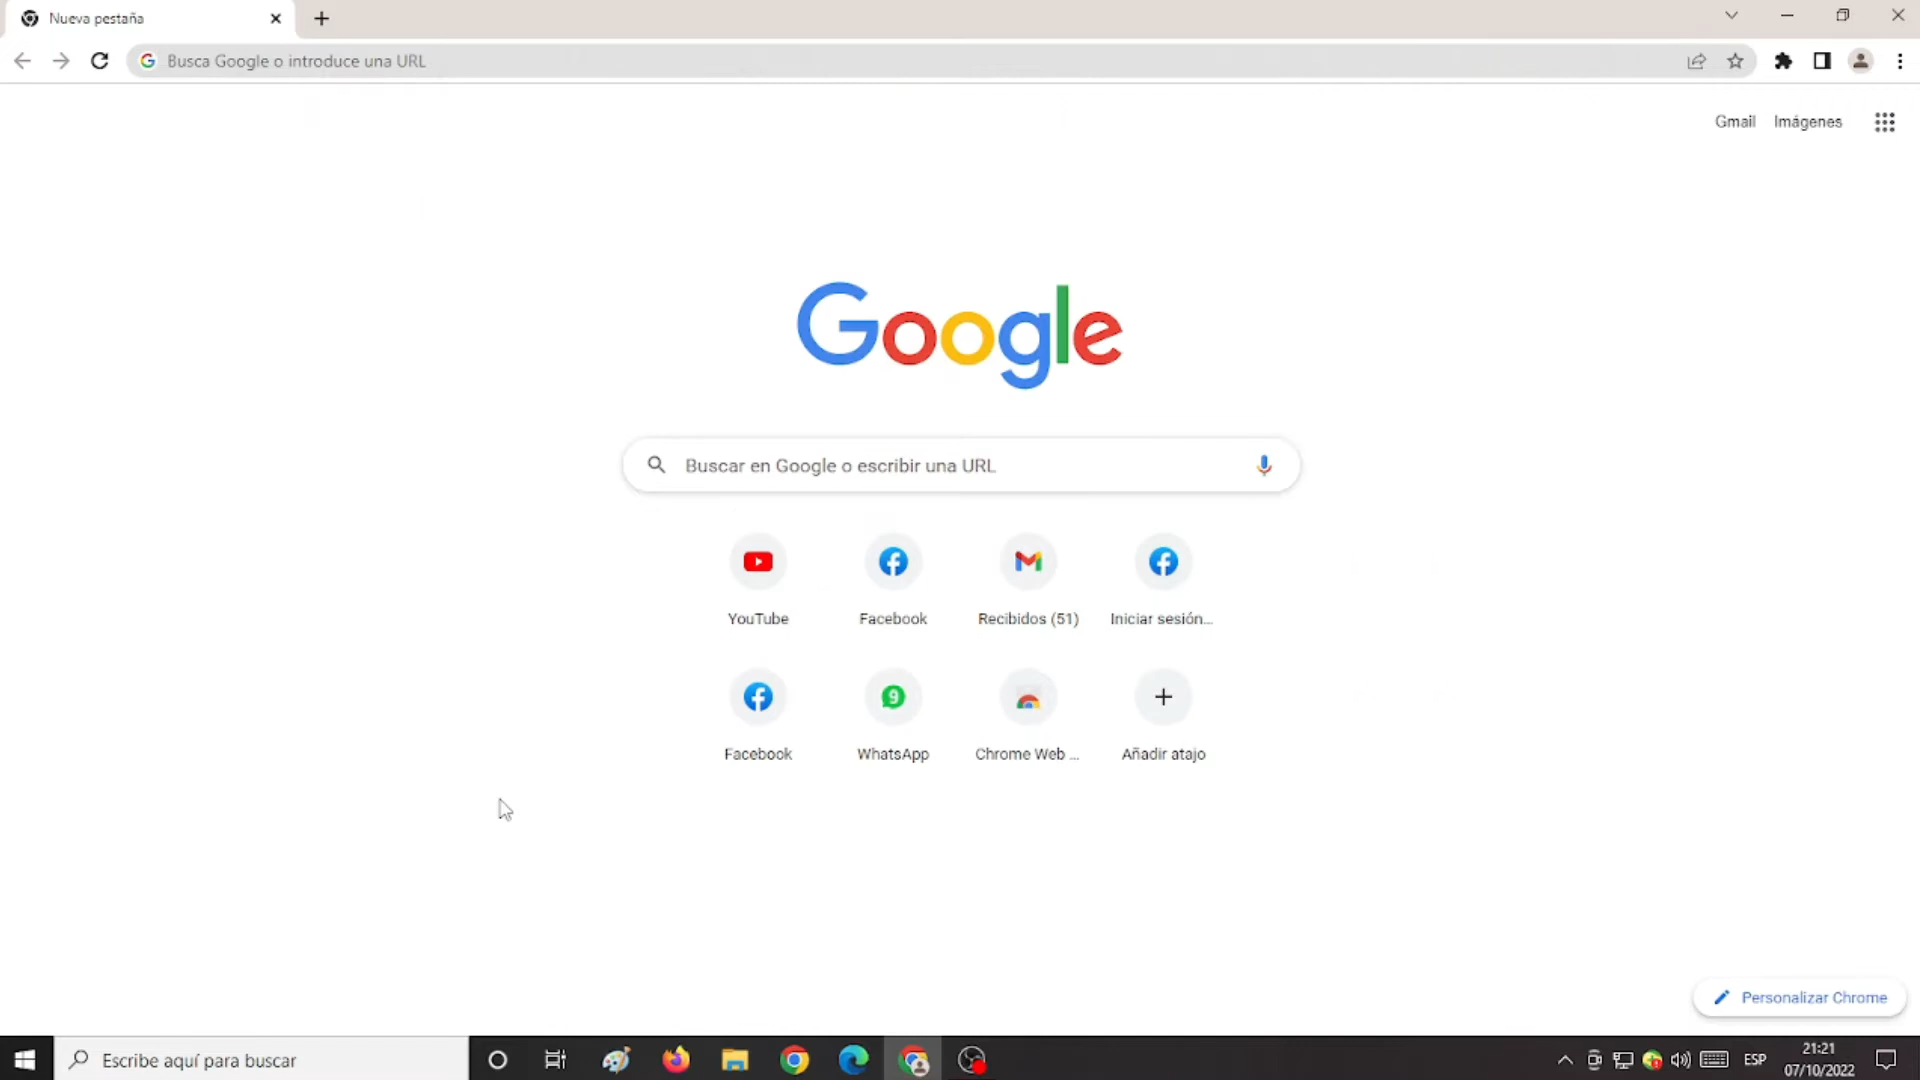 Nueva pestaña
Busca Google o introduce una URL
Gmail Imágenes
Google
Buscar en Google o escribir una URL
YouTube Facebook Recibidos (51) Iniciar sesión...
9
Facebook WhatsApp Chrome Web ... Añadir atajo
Personalizar Chrome
Escribe aquí para buscar
ESP
21:21
07/10/2022